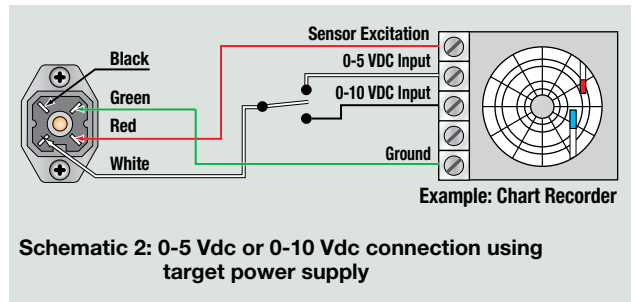 Sensor Excitation
Black
0-5 VDC Input
Green
0-10 VDC Input
Red
White
Ground
Example: Chart Recorder
Schematic 2: 0-5 Vdc or 0-10 Vdc connection using
target power supply